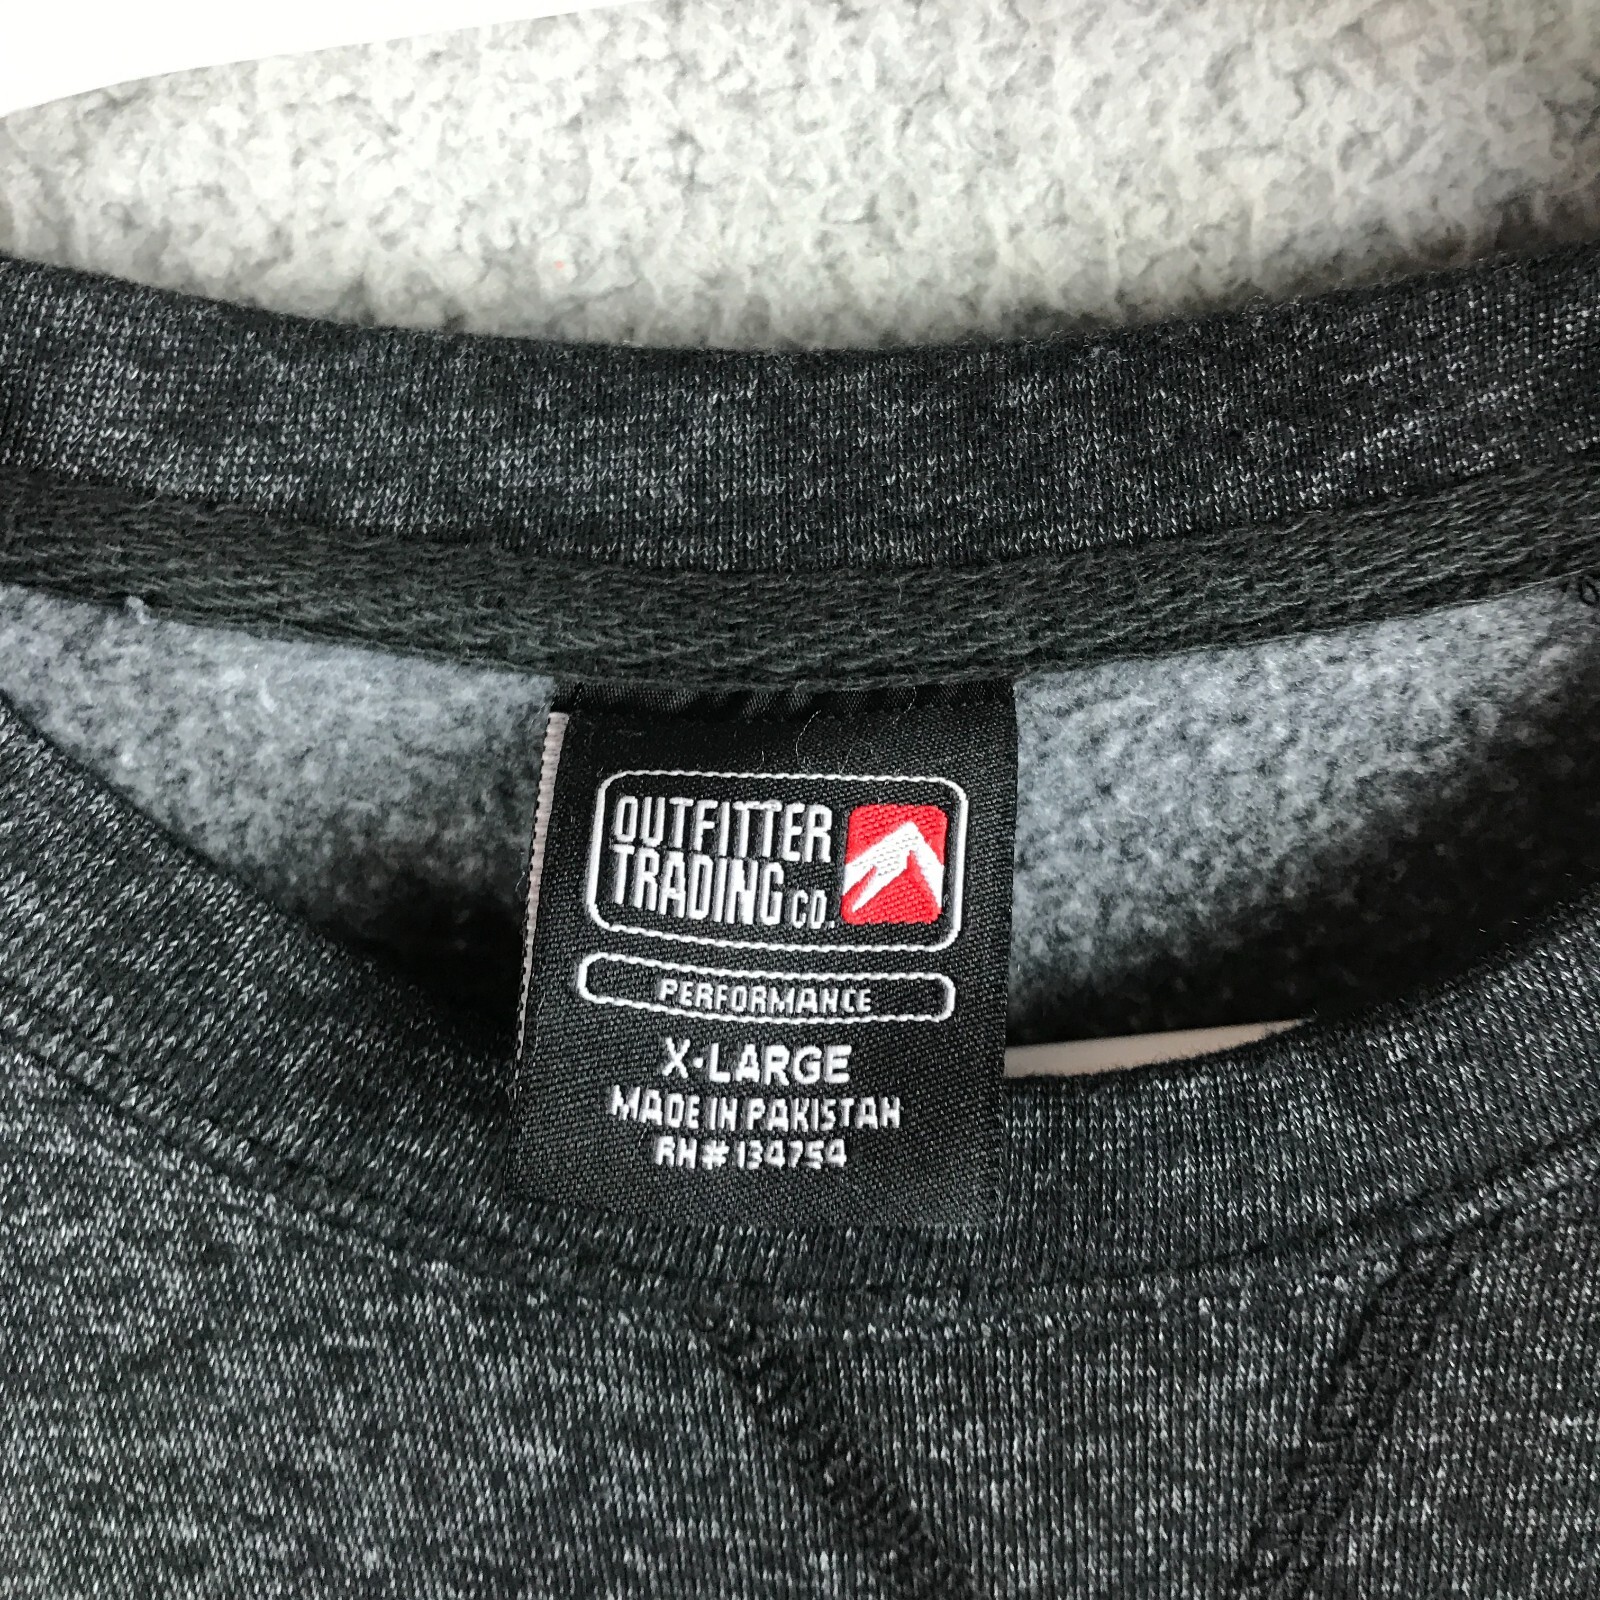 OUTFITTER
TRADING CO.
PERFORMANCE
X-LARGE
MADE IN PAKISTAN
RN# 134754